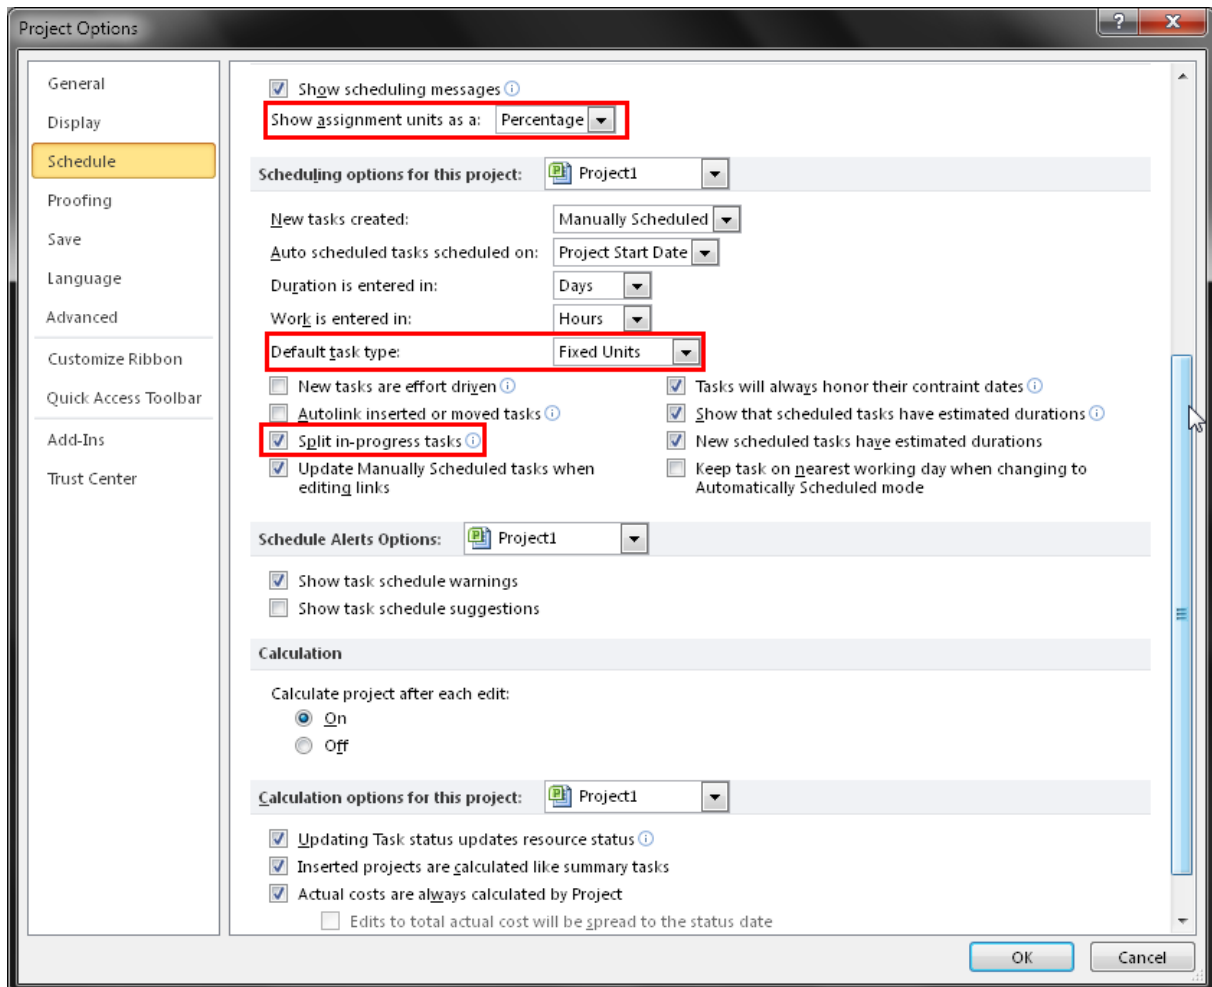 Project Options
?
X
General
Display
Schedule
Proofing
Save
Language
Advanced
Customize Ribbon
Quick Access Toolbar
Add-Ins
Trust Center
Show scheduling messages
Show assignment units as a: Percentage
Scheduling options for this project: Project1
New tasks created: Manually Scheduled
Auto scheduled tasks scheduled on: Project Start Date
Duration is entered in: Days
Work is entered in: Hours
Default task type: Fixed Units
New tasks are effort driven
Autolink inserted or moved tasks
Split in-progress tasks
Update Manually Scheduled tasks when
editing links
Tasks will always honor their contraint dates
Show that scheduled tasks have estimated durations
New scheduled tasks have estimated durations
Keep task on nearest working day when changing to
Automatically Scheduled mode
Schedule Alerts Options: Project1
Show task schedule warnings
Show task schedule suggestions
Calculation
Calculate project after each edit:
On
Off
Calculation options for this project: Project1
Updating Task status updates resource status
Inserted projects are calculated like summary tasks
Actual costs are always calculated by Project
Edits to total actual cost will be spread to the status date
OK
Cancel